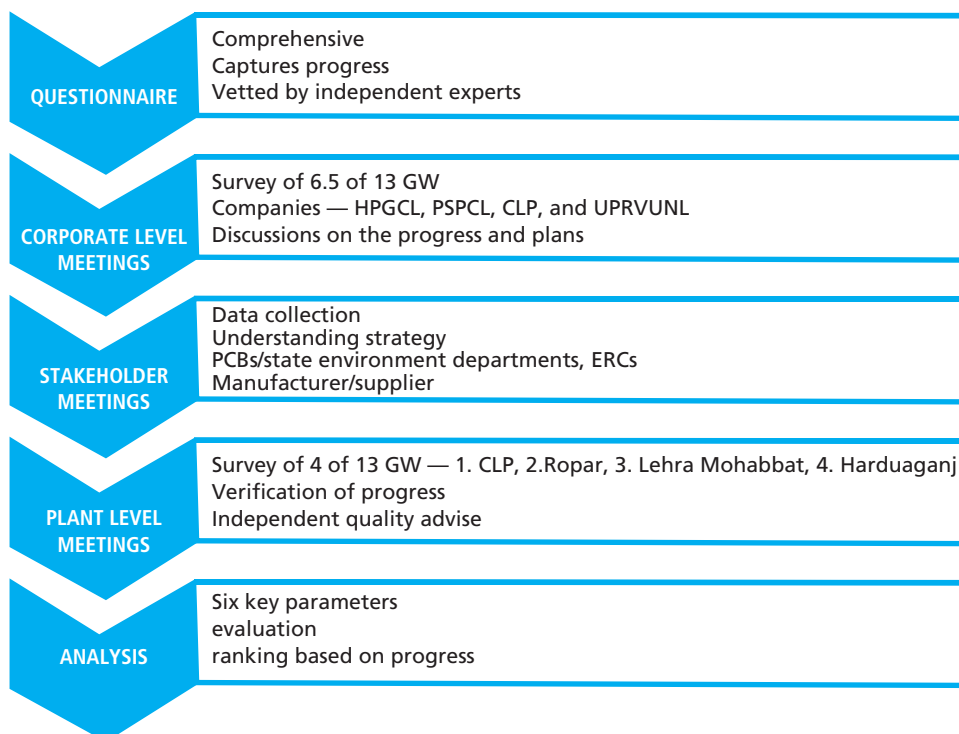 QUESTIONNAIRE
Comprehensive
Captures progress
Vetted by independent experts
CORPORATE LEVEL
MEETINGS
Survey of 6.5 of 13 GW
Companies — HPGCL, PSPCL, CLP, and UPRVUNL
Discussions on the progress and plans
STAKEHOLDER
MEETINGS
Data collection
Understanding strategy
PCBs/state environment departments, ERCs
Manufacturer/supplier
PLANT LEVEL
MEETINGS
Survey of 4 of 13 GW — 1. CLP, 2.Ropar, 3. Lehra Mohabbat, 4. Harduaganj
Verification of progress
Independent quality advise
ANALYSIS
Six key parameters
evaluation
ranking based on progress